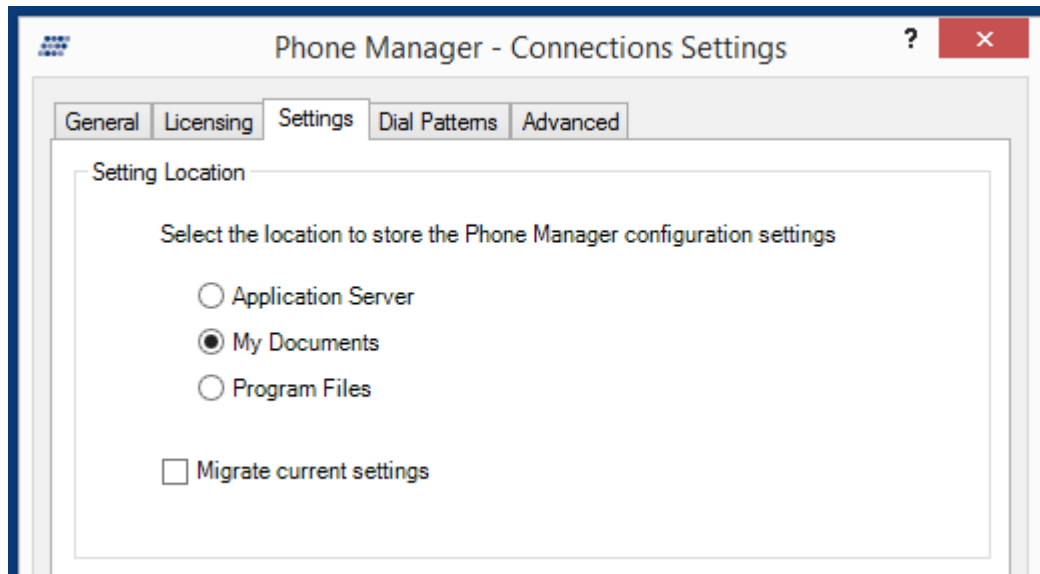 Phone Manager - Connections Settings ?
General Licensing Settings Dial Patterns Advanced
Setting Location
Select the location to store the Phone Manager configuration settings
Application Server
My Documents
Program Files
Migrate current settings